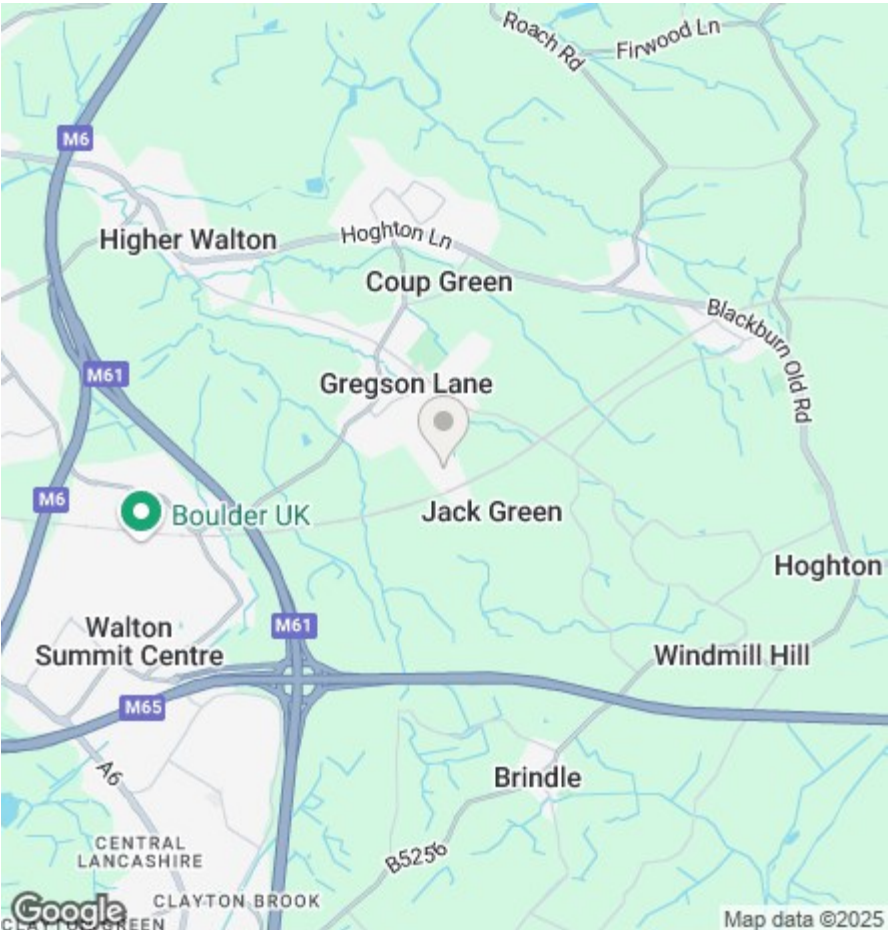 Roach Rd
Firwood Ln
M6
Higher Walton
Hoghton Ln
Coup Green
Blackburn Old Rd
M61
Gregson Lane
M6
Boulder UK
Jack Green
Hoghton
Walton
Summit Centre
M61
Windmill Hill
M65
A6
Brindle
CENTRAL
LANCASHIRE
B5256
CLAYTON BROOK
Google
CLAYTON GREEN
Map data ©2025